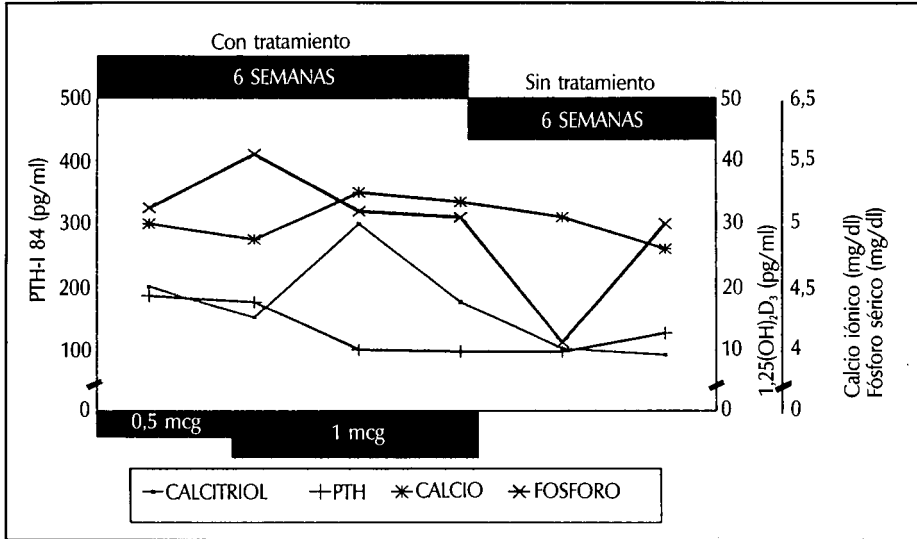 Con tratamiento
6 SEMANAS
Sin tratamiento
6 SEMANAS
500
400
300
200
100
0
PTH-I 84 (pg/ml)
50
40
30
20
10
0
1,25(OH)₂D₃ (pg/ml)
6,5
5,5
5
4,5
4
0
Calcio iónico (mg/dl)
Fósforo sérico (mg/dl)
0,5 mcg
1 mcg
CALCITRIOL
PTH
CALCIO
FOSFORO